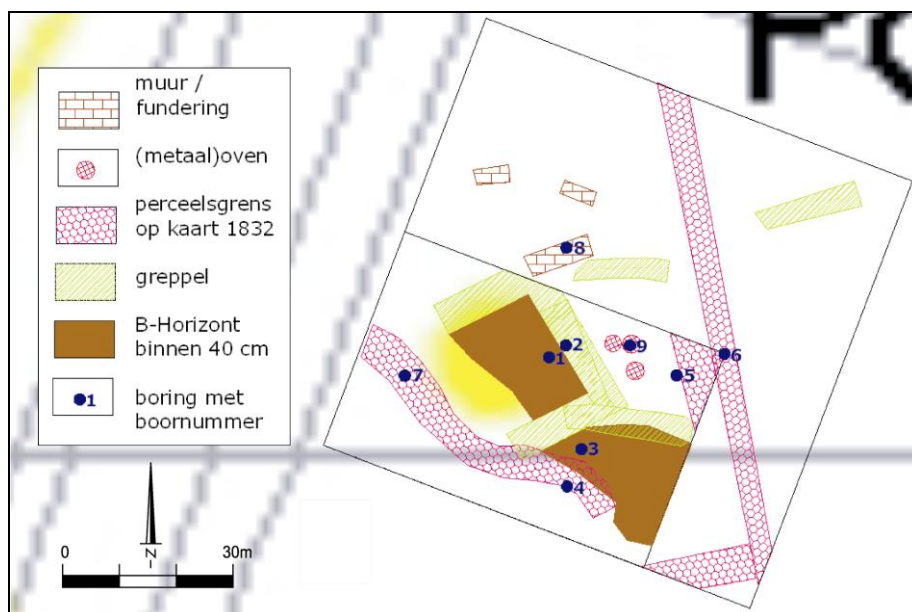 muur /
fundering
(metaal)oven
perceelsgrens
op kaart 1832
greppel
B-Horizont
binnen 40 cm
1
boring met
boornummer
0
30m
N
8
2
1
9
5
6
7
3
4